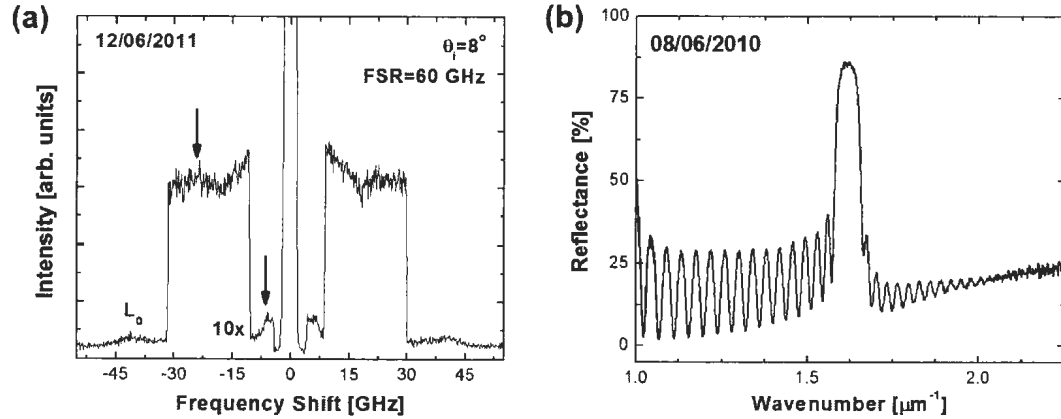 (a)
12/06/2011
θi=8°
FSR=60 GHz
Intensity [arb. units]
L0
10x
-45 -30 -15 0 15 30 45
Frequency Shift [GHz]
(b)
08/06/2010
Reflectance [%]
100
75
50
25
0
1.0 1.5 2.0
Wavenumber [μm-1]